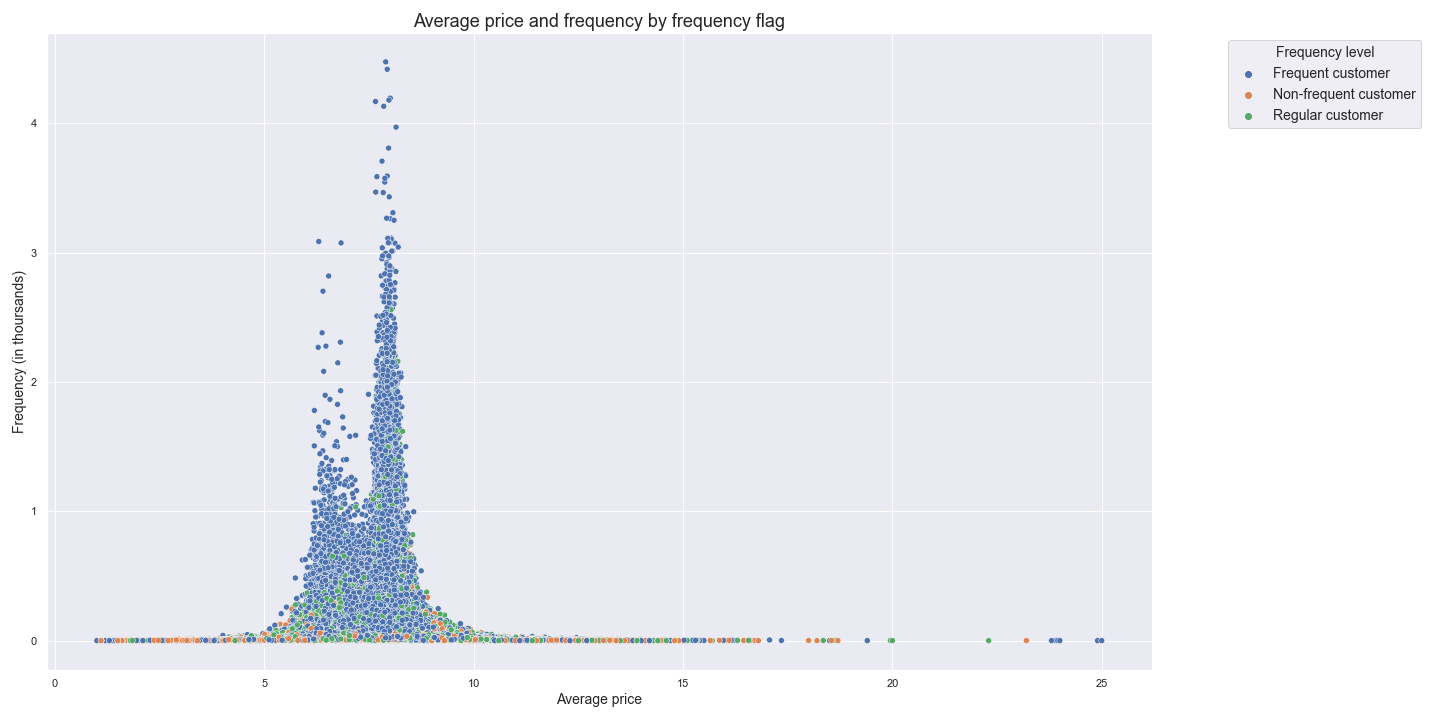 Average price and frequency by frequency flag
Frequency level
Frequent customer
Non-frequent customer
Regular customer
4
3
2
1
0
Frequency (in thoursands)
0 5 10 15 20 25
Average price